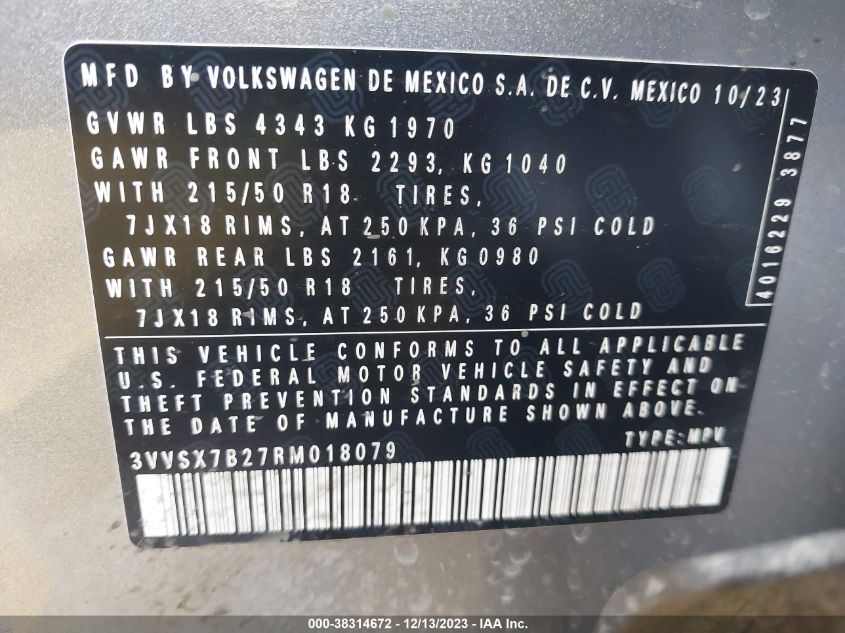 MFD BY VOLKSWAGEN DE MEXICO S.A. DE C.V. MEXICO 10/23
GVWR LBS 4343 KG 1970
GAWR FRONT LBS 2293, KG 1040
WITH 215/50 R18 TIRES,
7JX18 RIMS, AT 250 KPA, 36 PSI COLD
GAWR REAR LBS 2161, KG 0980
WITH 215/50 R18 TIRES,
7JX18 RIMS, AT 250 KPA, 36 PSI COLD
4016229 3877
THIS VEHICLE CONFORMS TO ALL APPLICABLE
U.S. FEDERAL MOTOR VEHICLE SAFETY AND
THEFT PREVENTION STANDARDS IN EFFECT ON
THE DATE OF MANUFACTURE SHOWN ABOVE.
TYPE: MPV
3VVSX7B27RM018079
000-38314672 - 12/13/2023 - IAA Inc.